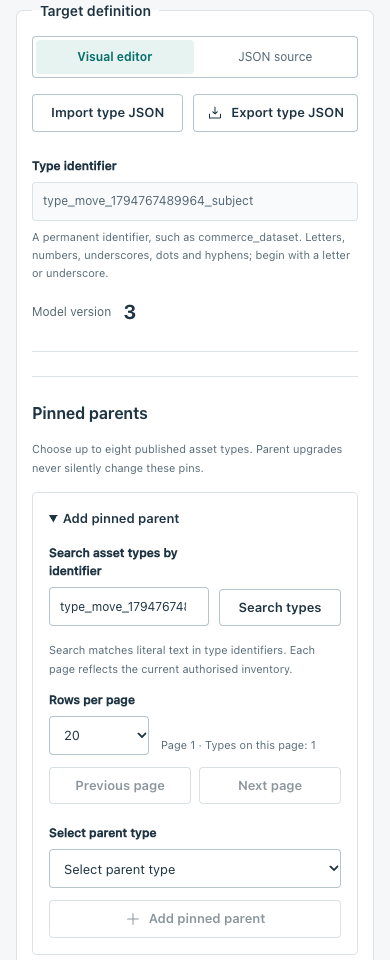 Target definition
Visual editor
JSON source
Import type JSON
Export type JSON
Type identifier
type_move_1794767489964_subject
A permanent identifier, such as commerce_dataset. Letters,
numbers, underscores, dots and hyphens; begin with a letter
or underscore.
Model version 3
Pinned parents
Choose up to eight published asset types. Parent upgrades
never silently change these pins.
Add pinned parent
Search asset types by
identifier
type_move_17947674
Search types
Search matches literal text in type identifiers. Each
page reflects the current authorised inventory.
Rows per page
20
Page 1 · Types on this page: 1
Previous page
Next page
Select parent type
Select parent type
Add pinned parent